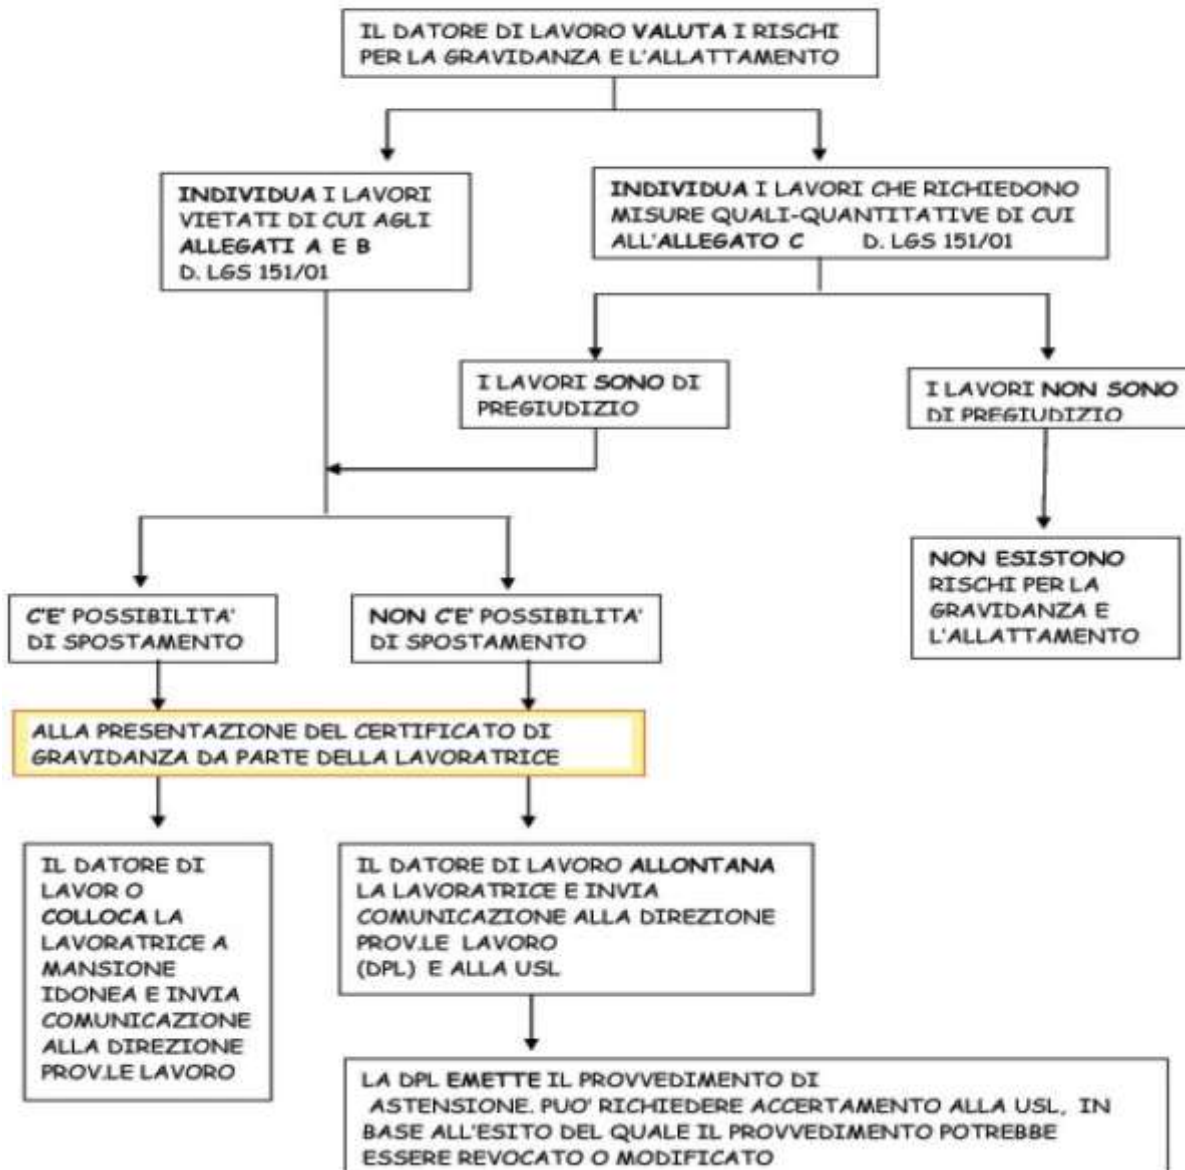 IL DATORE DI LAVORO VALUTA I RISCHI
PER LA GRAVIDANZA E L'ALLATTAMENTO
INDIVIDUA I LAVORI
VIETATI DI CUI AGLI
ALLEGATI A E B
D. LGS 151/01
INDIVIDUA I LAVORI CHE RICHIEDONO
MISURE QUALI-QUANTITATIVE DI CUI
ALL'ALLEGATO C D. LGS 151/01
I LAVORI SONO DI
PREGIUDIZIO
I LAVORI NON SONO
DI PREGIUDIZIO
C'E' POSSIBILITA'
DI SPOSTAMENTO
NON C'E' POSSIBILITA'
DI SPOSTAMENTO
NON ESISTONO
RISCHI PER LA
GRAVIDANZA E
L'ALLATTAMENTO
ALLA PRESENTAZIONE DEL CERTIFICATO DI
GRAVIDANZA DA PARTE DELLA LAVORATRICE
IL DATORE DI
LAVOR O
COLLOCA LA
LAVORATRICE A
MANSIONE
IDONEA E INVIA
COMUNICAZIONE
ALLA DIREZIONE
PROV.LE LAVORO
IL DATORE DI LAVORO ALLONTANA
LA LAVORATRICE E INVIA
COMUNICAZIONE ALLA DIREZIONE
PROV.LE LAVORO
(DPL) E ALLA USL
LA DPL EMETTE IL PROVVEDIMENTO DI
ASTENSIONE. PUO' RICHIEDERE ACCERTAMENTO ALLA USL, IN
BASE ALL'ESITO DEL QUALE IL PROVVEDIMENTO POTREBBE
ESSERE REVOCATO O MODIFICATO